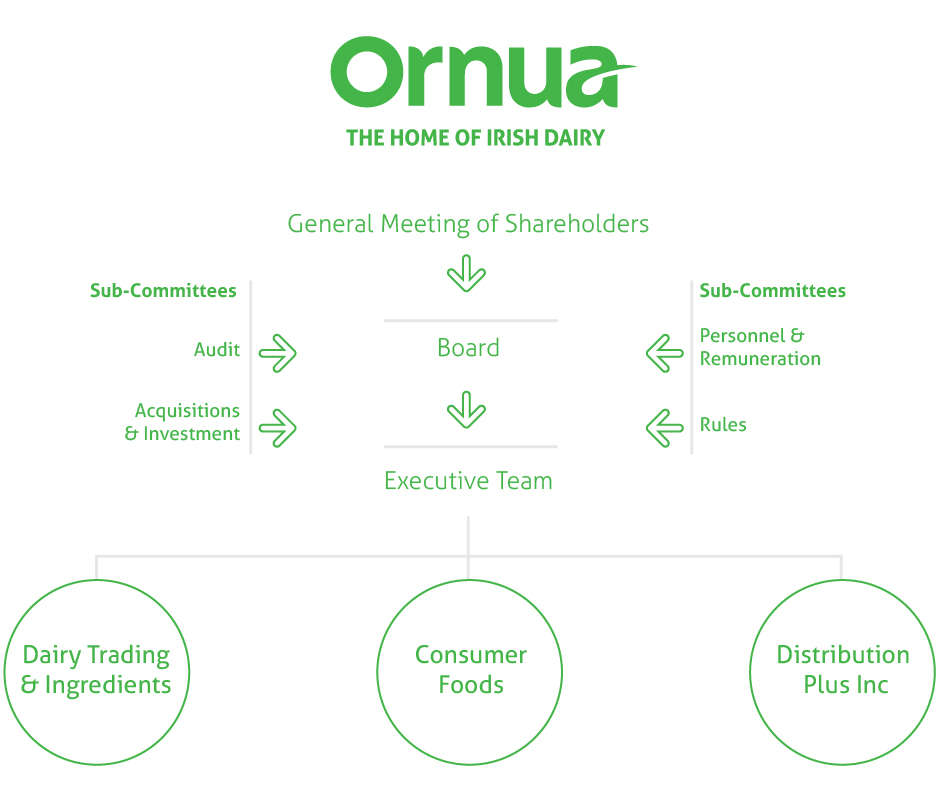 Ornua
THE HOME OF IRISH DAIRY
General Meeting of Shareholders
Sub-Committees
Audit
Acquisitions
& Investment
Board
Executive Team
Sub-Committees
Personnel &
Remuneration
Rules
Dairy Trading
& Ingredients
Consumer
Foods
Distribution
Plus Inc